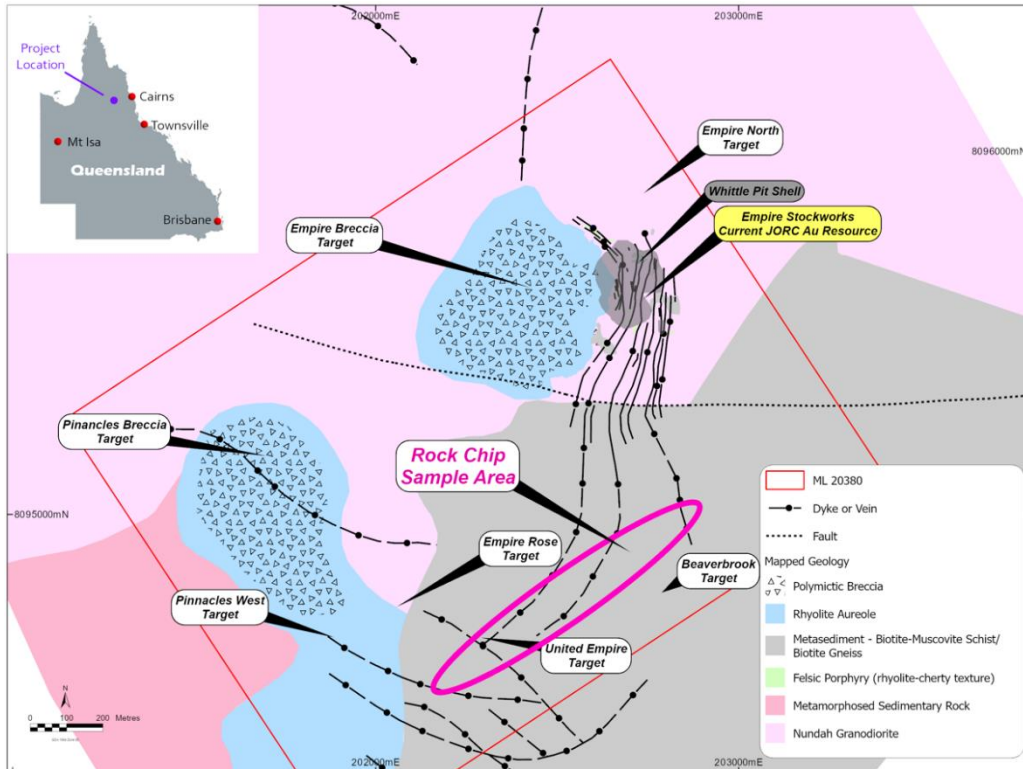 202000mE
203000mE
Project
Location
Cairns
Townsville
Mt Isa
Queensland
Brisbane
Empire North
Target
8096000mN
Whittle Pit Shell
Empire Stockworks
Current JORC Au Resource
Empire Breccia
Target
Pinancles Breccia
Target
Rock Chip
Sample Area
8095000mN
Empire Rose
Target
Beaverbrook
Target
Pinnacles West
Target
United Empire
Target
ML 20380
Dyke or Vein
Fault
Mapped Geology
Polymictic Breccia
Rhyolite Aureole
Metasediment - Biotite-Muscovite Schist/
Biotite Gneiss
Felsic Porphyry (rhyolite-cherty texture)
Metamorphosed Sedimentary Rock
Nundah Granodiorite
N
0 100 200 Metres
202000mE
203000mE